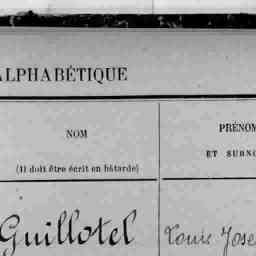 ALPHABÉTIQUE
NOM
(Il doit être écrit en bâtarde)
PRÉNOM
ET SURNO
Guillotel
Louis Jose